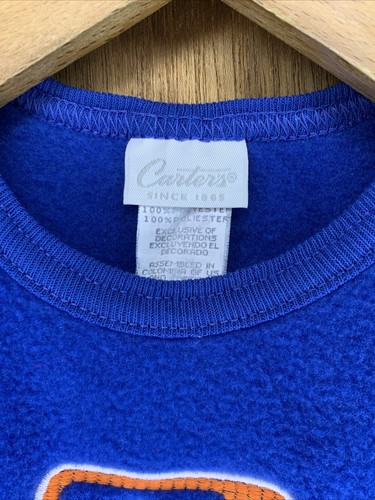 Carter's®
SINCE 1865
100% POLYESTER
100% POLIESTER
EXCLUSIVE OF
DECORATIONS
EXCLUYENDO EL
DECORADO
ASSEMBLED IN
COLOMBIA OF US